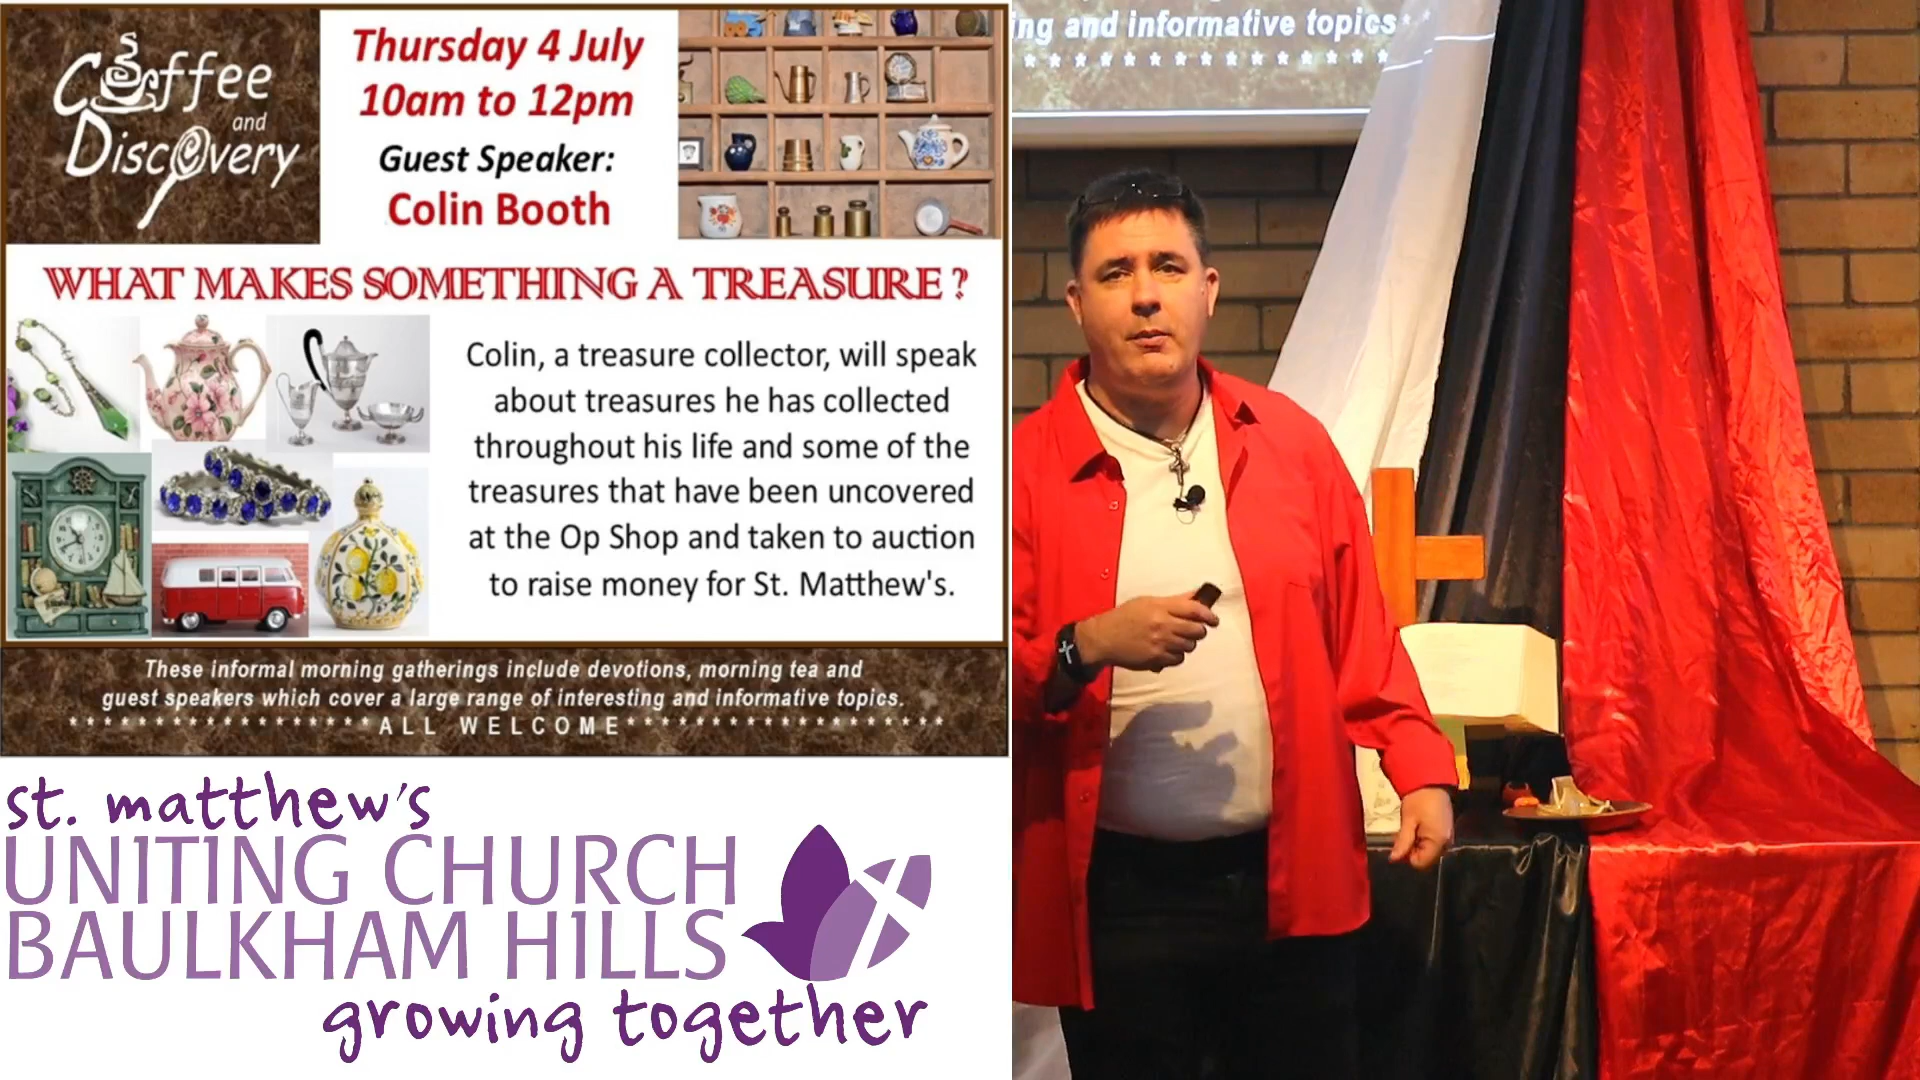 Coffee
and
Discovery
Thursday 4 July
10am to 12pm
Guest Speaker:
Colin Booth
WHAT MAKES SOMETHING A TREASURE ?
Colin, a treasure collector, will speak
about treasures he has collected
throughout his life and some of the
treasures that have been uncovered
at the Op Shop and taken to auction
to raise money for St. Matthew's.
These informal morning gatherings include devotions, morning tea and
guest speakers which cover a large range of interesting and informative topics.
* * * * * * * * * * * * * * * * * * ALL WELCOME * * * * * * * * * * * * * * * * * * *
st. matthew's
UNITING CHURCH
BAULKHAM HILLS
growing together
ing and informative topics
* * * * * * * * * * * * * * *